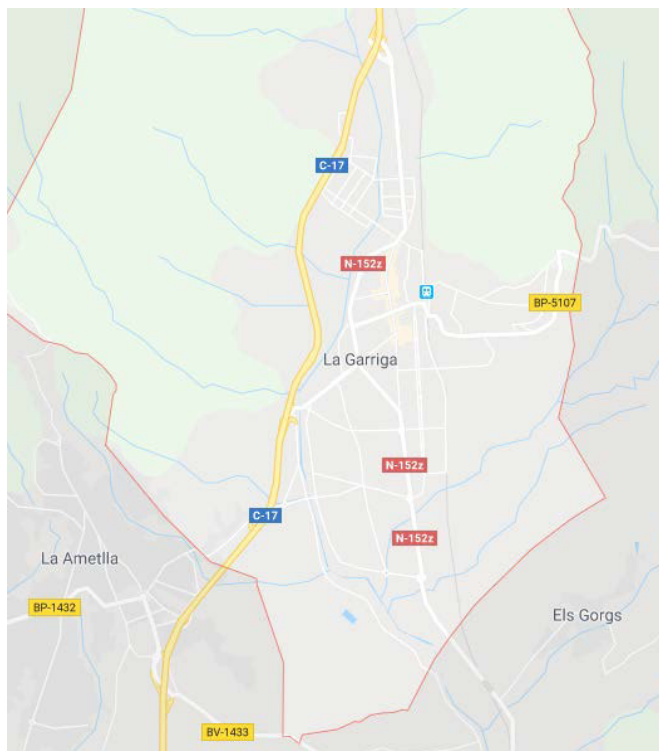 C-17
N-152z
BP-5107
La Garriga
N-152z
C-17
N-152z
La Ametlla
BP-1432
Els Gorgs
BV-1433